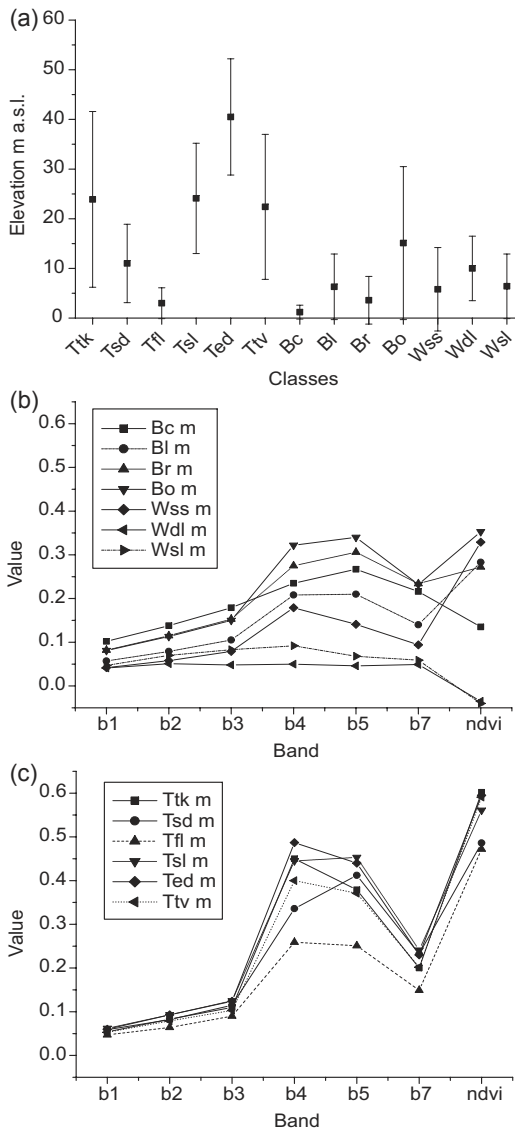 (a)
60
50
40
30
20
10
0
Elevation m a.s.l.
Ttk
Tsd
Tfl
Tsl
Ted
Ttv
Bc
Bl
Br
Bo
Wss
Wdl
Wsl
Classes
(b)
0.6
0.5
0.4
0.3
0.2
0.1
0.0
Value
Bc m
Bl m
Br m
Bo m
Wss m
Wdl m
Wsl m
b1 b2 b3 b4 b5 b7 ndvi
Band
(c)
0.6
0.5
0.4
0.3
0.2
0.1
0.0
Value
Ttk m
Tsd m
Tfl m
Tsl m
Ted m
Ttv m
b1 b2 b3 b4 b5 b7 ndvi
Band